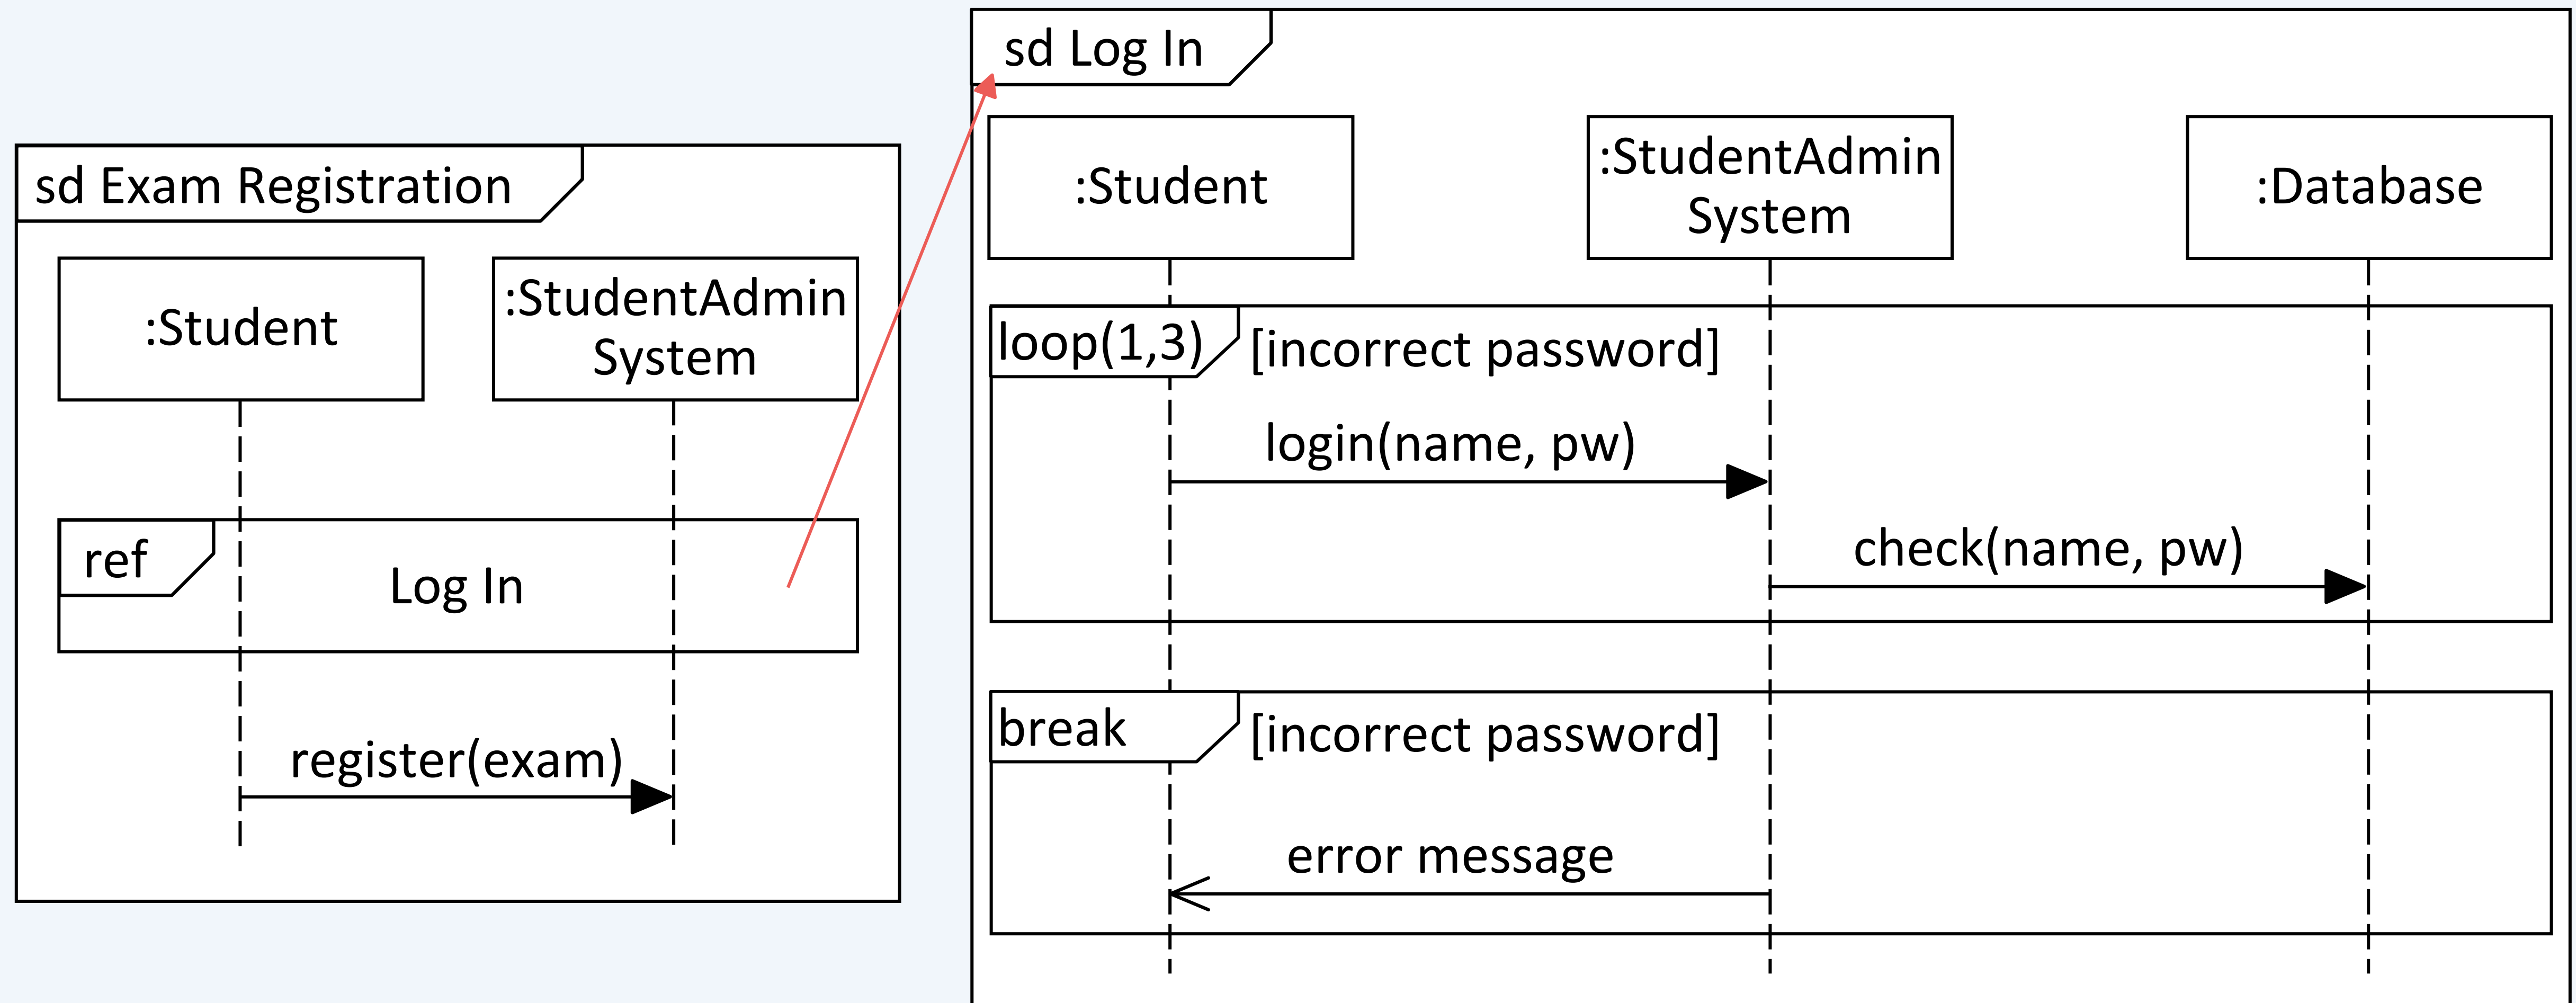 sd Exam Registration
:Student
:StudentAdmin
System
ref
Log In
register(exam)
sd Log In
:Student
:StudentAdmin
System
:Database
loop(1,3)
[incorrect password]
login(name, pw)
check(name, pw)
break
[incorrect password]
error message